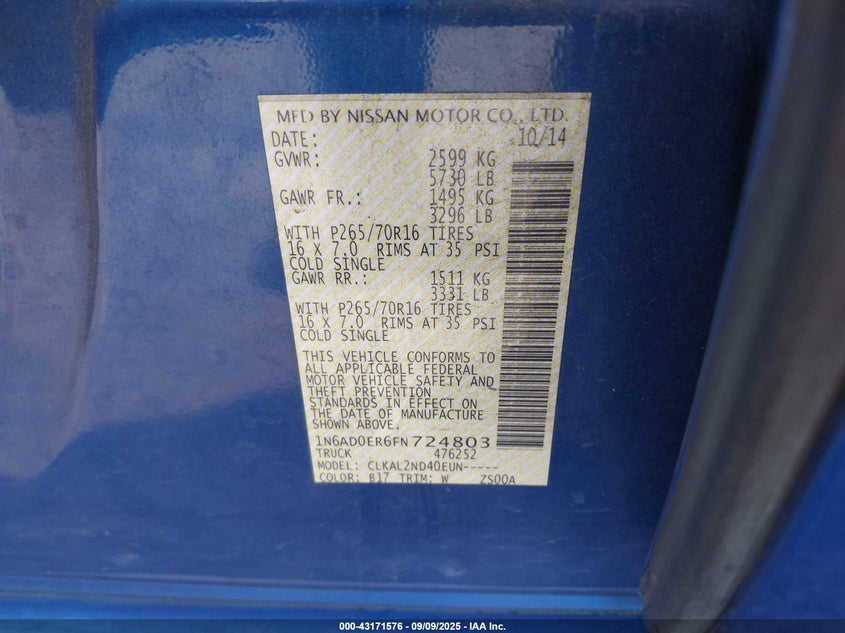 MFD BY NISSAN MOTOR CO., LTD.
DATE: 10/14
GVWR: 2599 KG
5730 LB
GAWR FR.: 1495 KG
3296 LB
WITH P265/70R16 TIRES
16 X 7.0 RIMS AT 35 PSI
COLD SINGLE
GAWR RR.: 1511 KG
3331 LB
WITH P265/70R16 TIRES
16 X 7.0 RIMS AT 35 PSI
COLD SINGLE
THIS VEHICLE CONFORMS TO
ALL APPLICABLE FEDERAL
MOTOR VEHICLE SAFETY AND
THEFT PREVENTION
STANDARDS IN EFFECT ON
THE DATE OF MANUFACTURE
SHOWN ABOVE.
1N6AD0ER6FN724803
TRUCK 476252
MODEL: CLKAL2ND40EUN-----
COLOR: B17 TRIM: W ZS00A
000-43171576 - 09/09/2025 - IAA Inc.